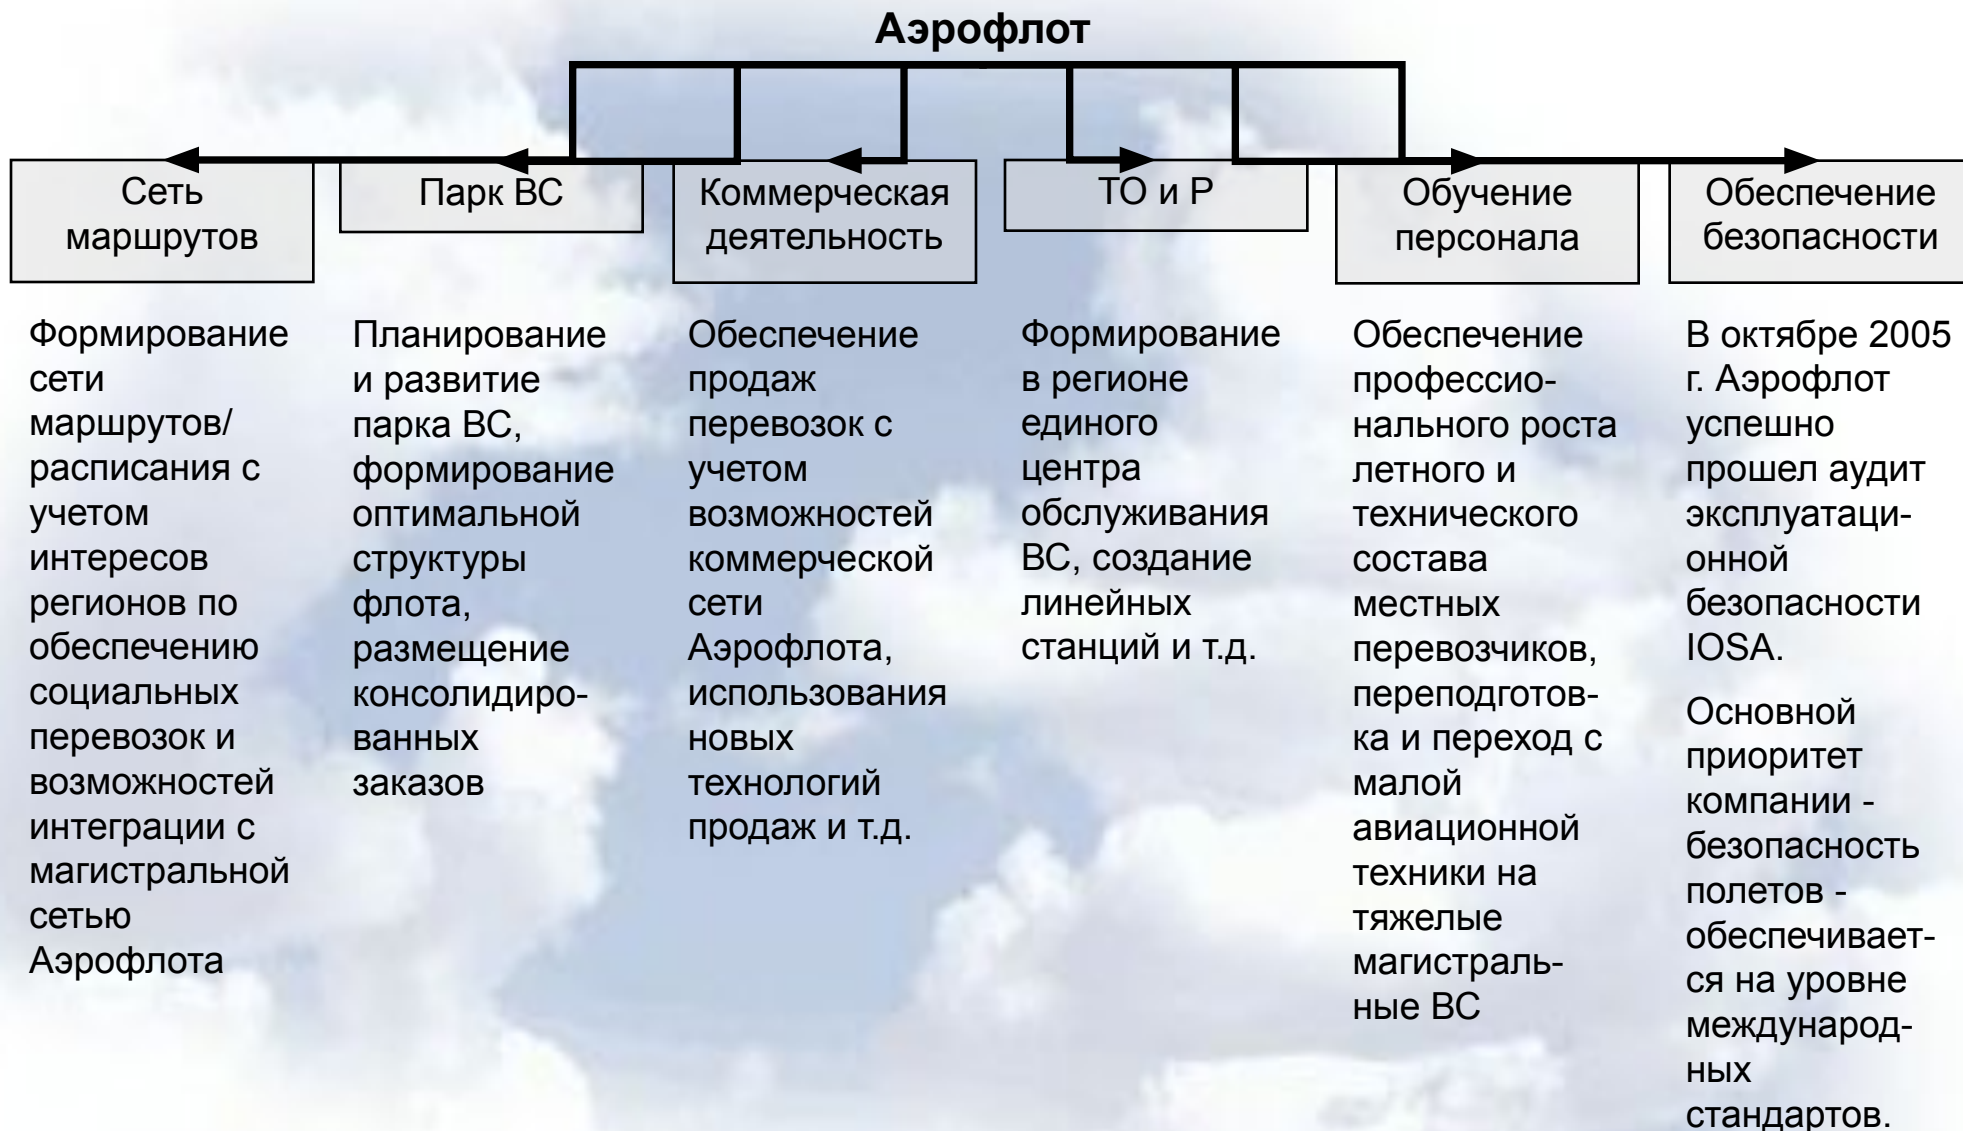 Аэрофлот
Сеть
маршрутов
Парк ВС
Коммерческая
деятельность
ТО и Р
Обучение
персонала
Обеспечение
безопасности
Формирование
сети
маршрутов/
расписания с
учетом
интересов
регионов по
обеспечению
социальных
перевозок и
возможностей
интеграции с
магистральной
сетью
Аэрофлота
Планирование
и развитие
парка ВС,
формирование
оптимальной
структуры
флота,
размещение
консолидиро-
ванных
заказов
Обеспечение
продаж
перевозок с
учетом
возможностей
коммерческой
сети
Аэрофлота,
использования
новых
технологий
продаж и т.д.
Формирование
в регионе
единого
центра
обслуживания
ВС, создание
линейных
станций и т.д.
Обеспечение
профессио-
нального роста
летного и
технического
состава
местных
перевозчиков,
переподготов-
ка и переход с
малой
авиационной
техники на
тяжелые
магистраль-
ные ВС
В октябре 2005
г. Аэрофлот
успешно
прошел аудит
эксплуатаци-
онной
безопасности
IOSA.
Основной
приоритет
компании -
безопасность
полетов -
обеспечивает-
ся на уровне
международ-
ных
стандартов.